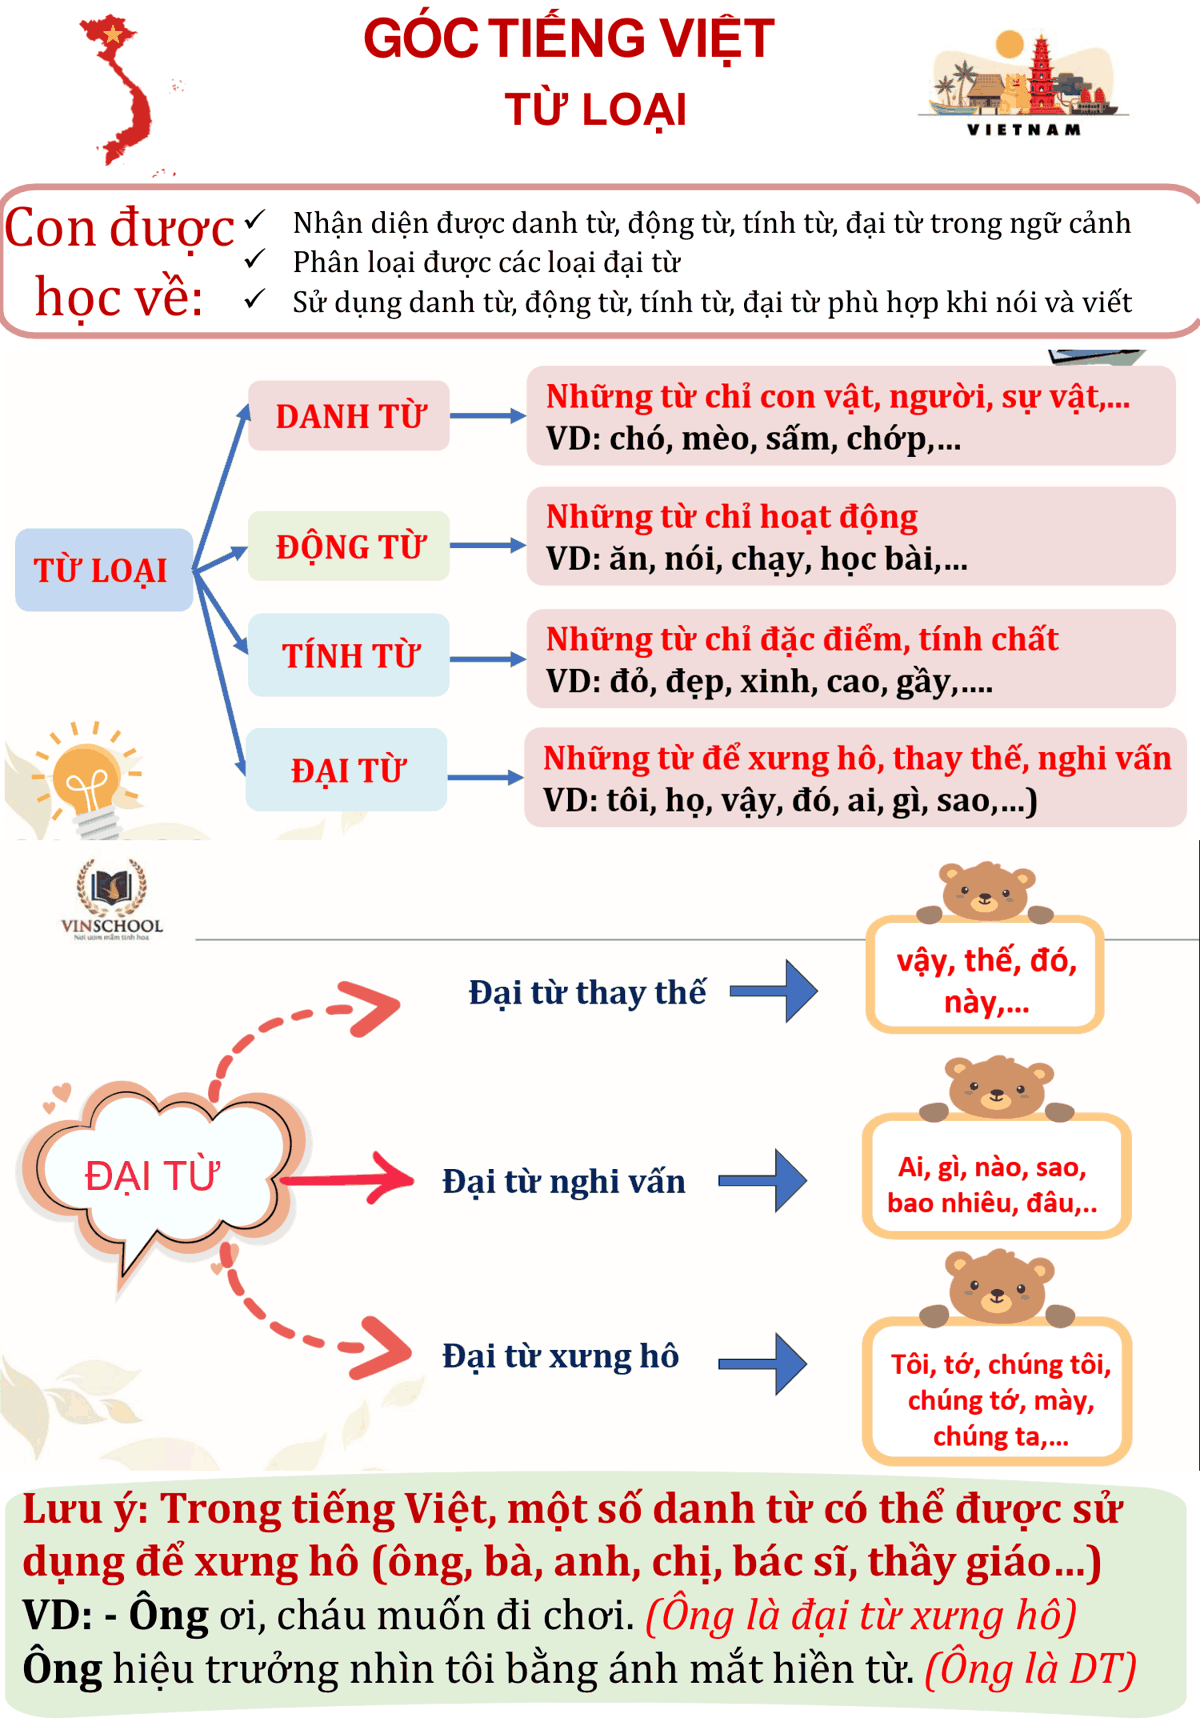 GÓC TIẾNG VIỆT
TỪ LOẠI
VIETNAM
Con được
học về:
✓ Nhận diện được danh từ, động từ, tính từ, đại từ trong ngữ cảnh
✓ Phân loại được các loại đại từ
✓ Sử dụng danh từ, động từ, tính từ, đại từ phù hợp khi nói và viết
TỪ LOẠI
DANH TỪ
Những từ chỉ con vật, người, sự vật,...
VD: chó, mèo, sấm, chớp,...
ĐỘNG TỪ
Những từ chỉ hoạt động
VD: ăn, nói, chạy, học bài,...
TÍNH TỪ
Những từ chỉ đặc điểm, tính chất
VD: đỏ, đẹp, xinh, cao, gầy,....
ĐẠI TỪ
Những từ để xưng hô, thay thế, nghi vấn
VD: tôi, họ, vậy, đó, ai, gì, sao,...)
VINSCHOOL
Nơi ươm mầm tinh hoa
ĐẠI TỪ
Đại từ thay thế
vậy, thế, đó,
này,...
Đại từ nghi vấn
Ai, gì, nào, sao,
bao nhiêu, đâu,..
Đại từ xưng hô
Tôi, tớ, chúng tôi,
chúng tớ, mày,
chúng ta,...
Lưu ý: Trong tiếng Việt, một số danh từ có thể được sử
dụng để xưng hô (ông, bà, anh, chị, bác sĩ, thầy giáo...)
VD: - Ông ơi, cháu muốn đi chơi. (Ông là đại từ xưng hô)
Ông hiệu trưởng nhìn tôi bằng ánh mắt hiền từ. (Ông là DT)